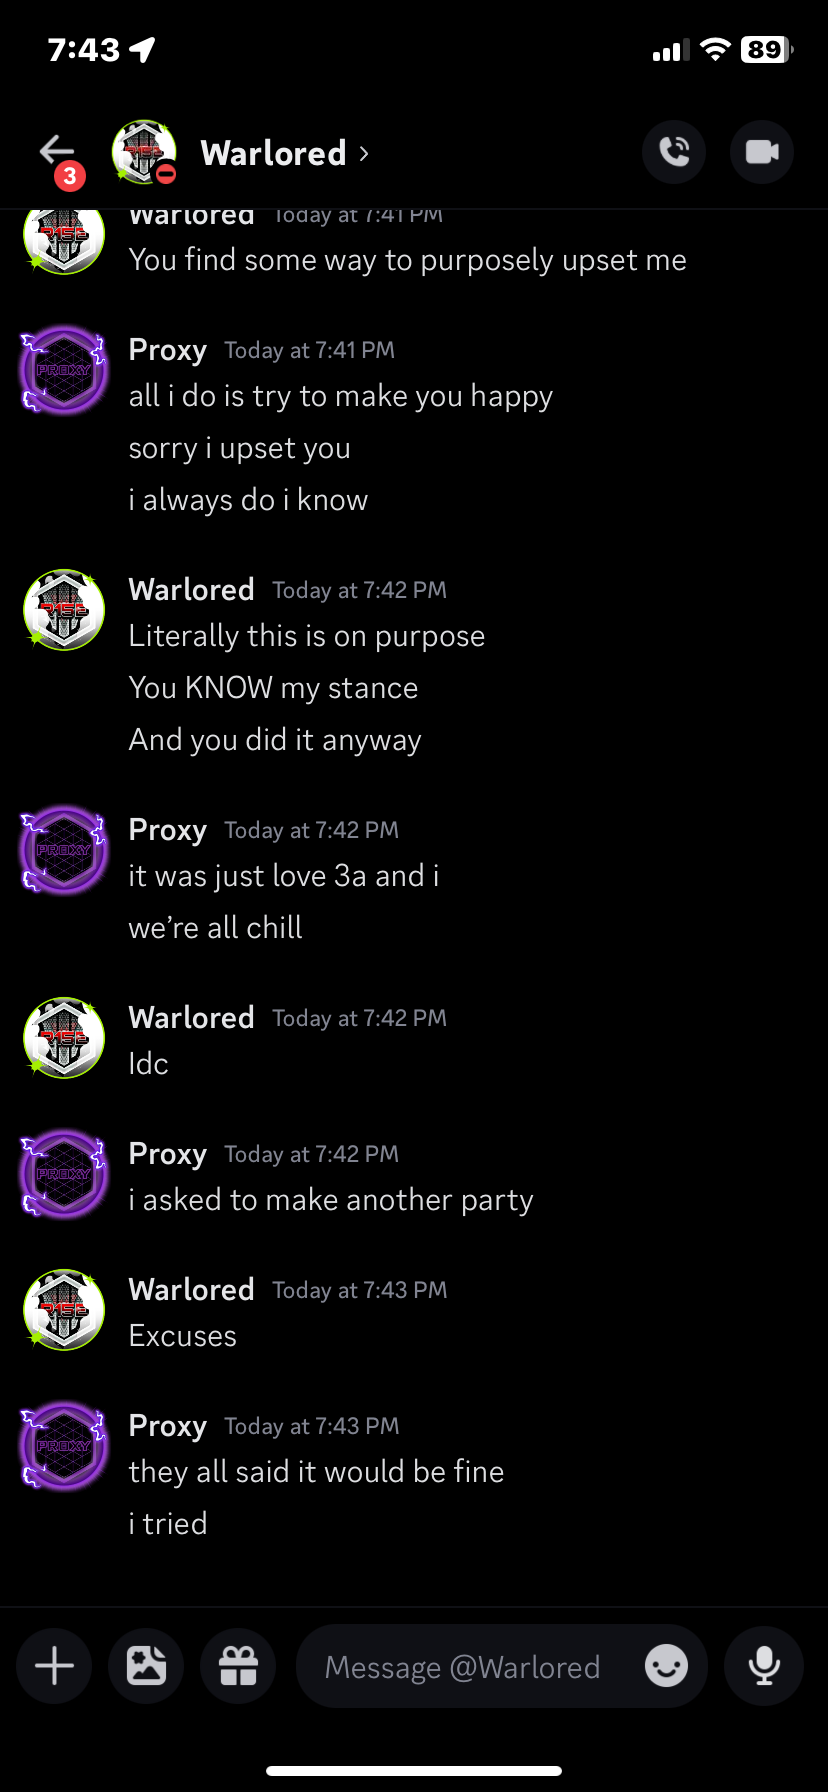 7:43
89
3
Warlored
Warlored Today at 7:41 PM
You find some way to purposely upset me
Proxy Today at 7:41 PM
all i do is try to make you happy
sorry i upset you
i always do i know
Warlored Today at 7:42 PM
Literally this is on purpose
You KNOW my stance
And you did it anyway
Proxy Today at 7:42 PM
it was just love 3a and i
we’re all chill
Warlored Today at 7:42 PM
Idc
Proxy Today at 7:42 PM
i asked to make another party
Warlored Today at 7:43 PM
Excuses
Proxy Today at 7:43 PM
they all said it would be fine
i tried
Message @Warlored